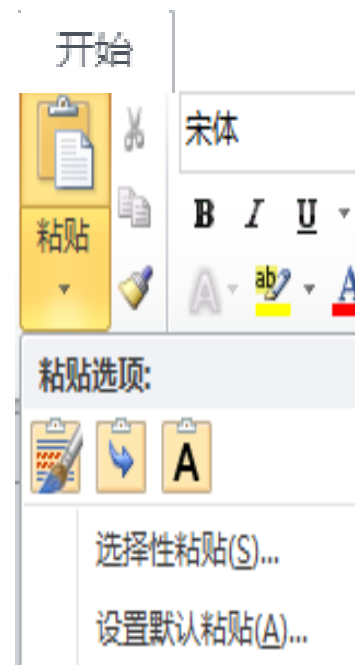 开始
宋体
粘贴
B I U
A ab A
粘贴选项:
A
选择性粘贴(S)...
设置默认粘贴(A)...